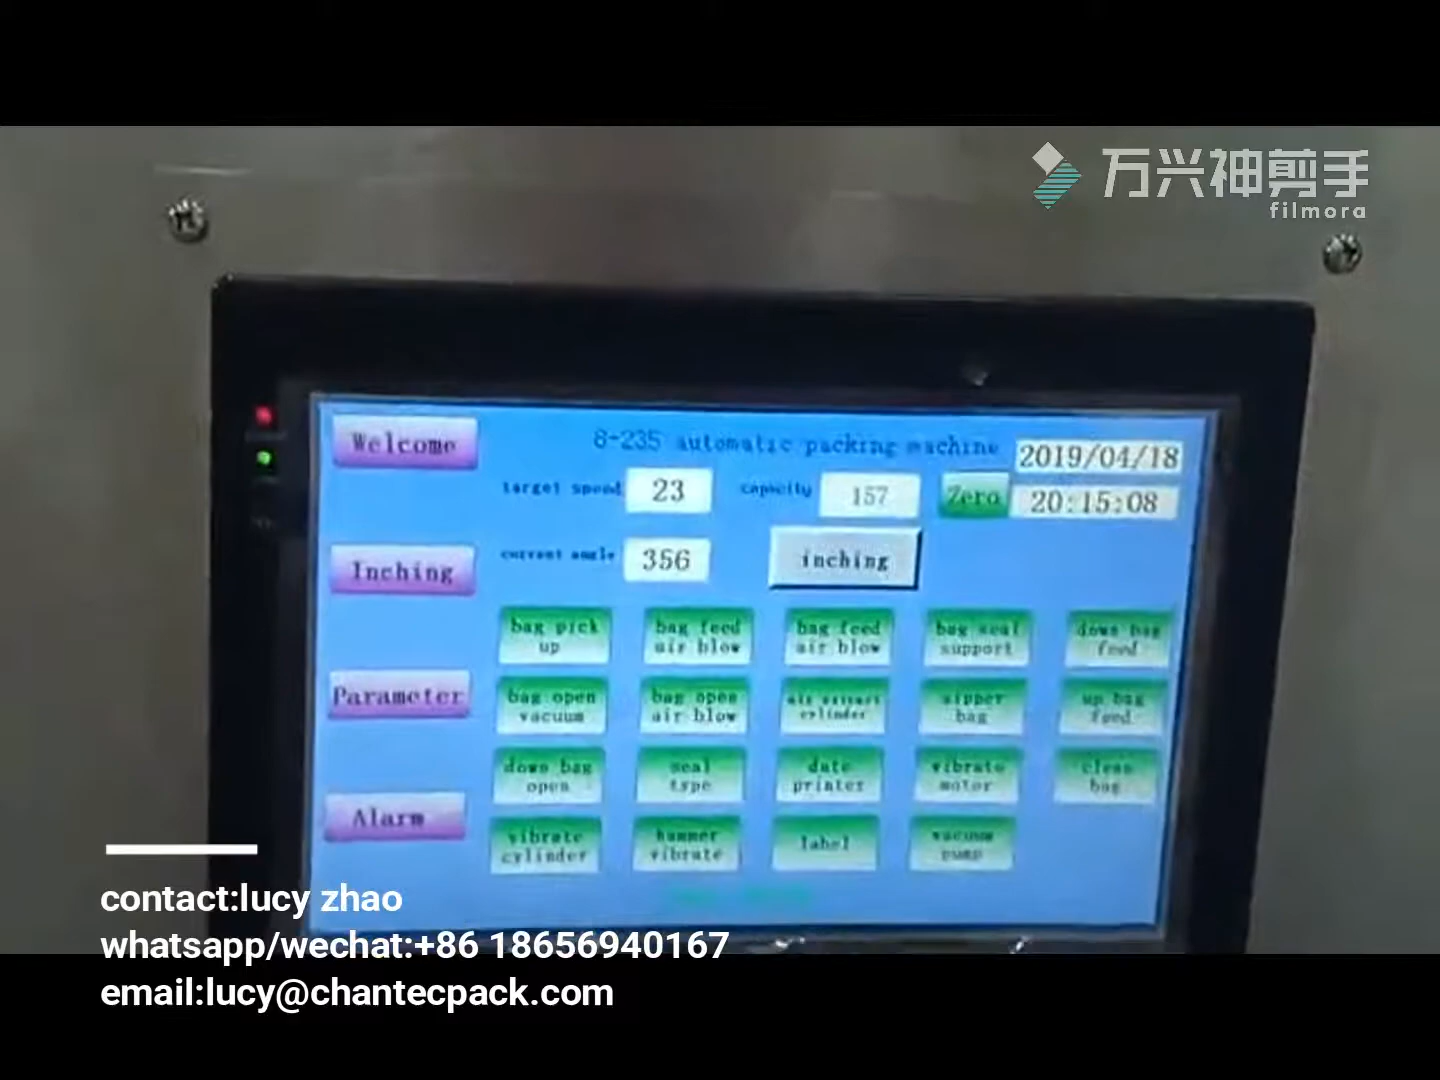 万兴神剪手
filmora
Welcome
8-235 automatic packing machine
2019/04/18
target speed 23
capacity 157
Zero
20:15:08
current angle 356
inching
Inching
bag pick up
bag feed air blow
bag feed air blow
bag seal support
down bag feed
Parameter
bag open vacuum
bag open air blow
air extract cylinder
zipper bag
up bag feed
down bag open
seal type
date printer
vibrate motor
clean bag
Alarm
vibrate cylinder
hammer vibrate
label
vacuum pump
contact:lucy zhao
whatsapp/wechat:+86 18656940167
email:lucy@chantecpack.com